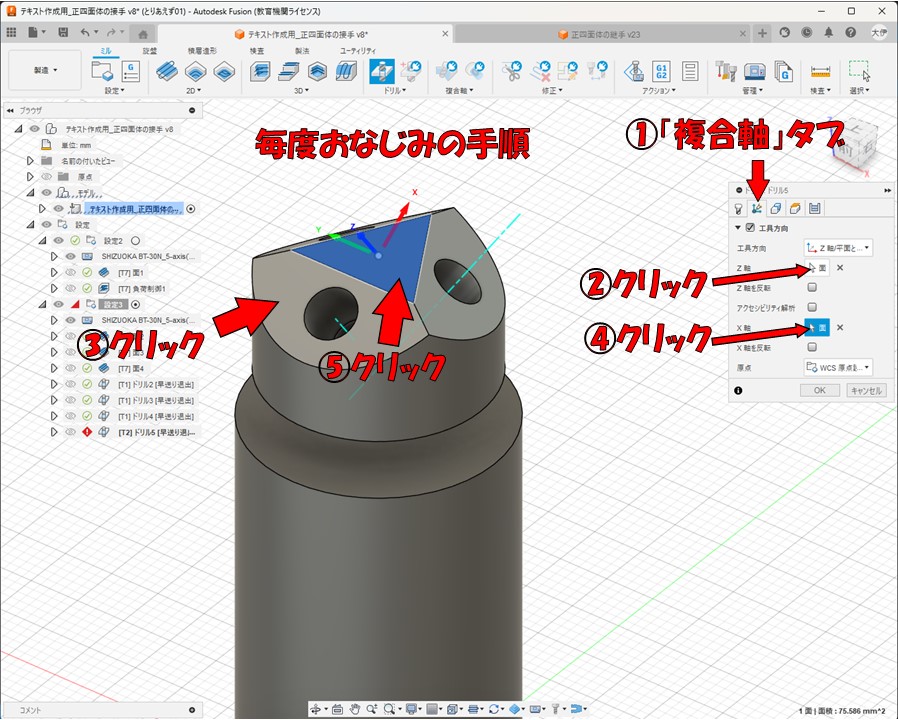 テキスト作成用_正四面体の接手 v8* (とりあえず01) - Autodesk Fusion (教育機関ライセンス)
テキスト作成用_正四面体の接手 v8*
正四面体の継手 v23
大伊
ミル 旋盤 積層造形 検査 製法 ユーティリティ
製造
G1
G2
設定 2D 3D ドリル 複合軸 修正 アクション 管理 検査 選択
ブラウザ
テキスト作成用_正四面体の接手 v8
単位: mm
名前の付いたビュー
原点
モデル
テキスト作成用_正四面体の...
設定
設定2
SHIZUOKA BT-30N_5-axis(...
[T7] 面1
[T7] 負荷制御1
設定3
SHIZUOKA BT-30N_5-axis(...
面3
[T7] 面4
[T1] ドリル2 [早送り退出]
[T1] ドリル3 [早送り退出]
[T1] ドリル4 [早送り退出]
[T2] ドリル5 [早送り退...
毎度おなじみの手順
①「複合軸」タブ
②クリック
③クリック
④クリック
⑤クリック
X
Y
Z
ドリル5
工具方向
工具方向 Z 軸/平面と...
Z 軸 面
Z 軸を反転
アクセシビリティ解析
X 軸 面
X 軸を反転
原点 WCS 原点
OK キャンセル
コメント
1 面 | 面積 : 75.586 mm^2